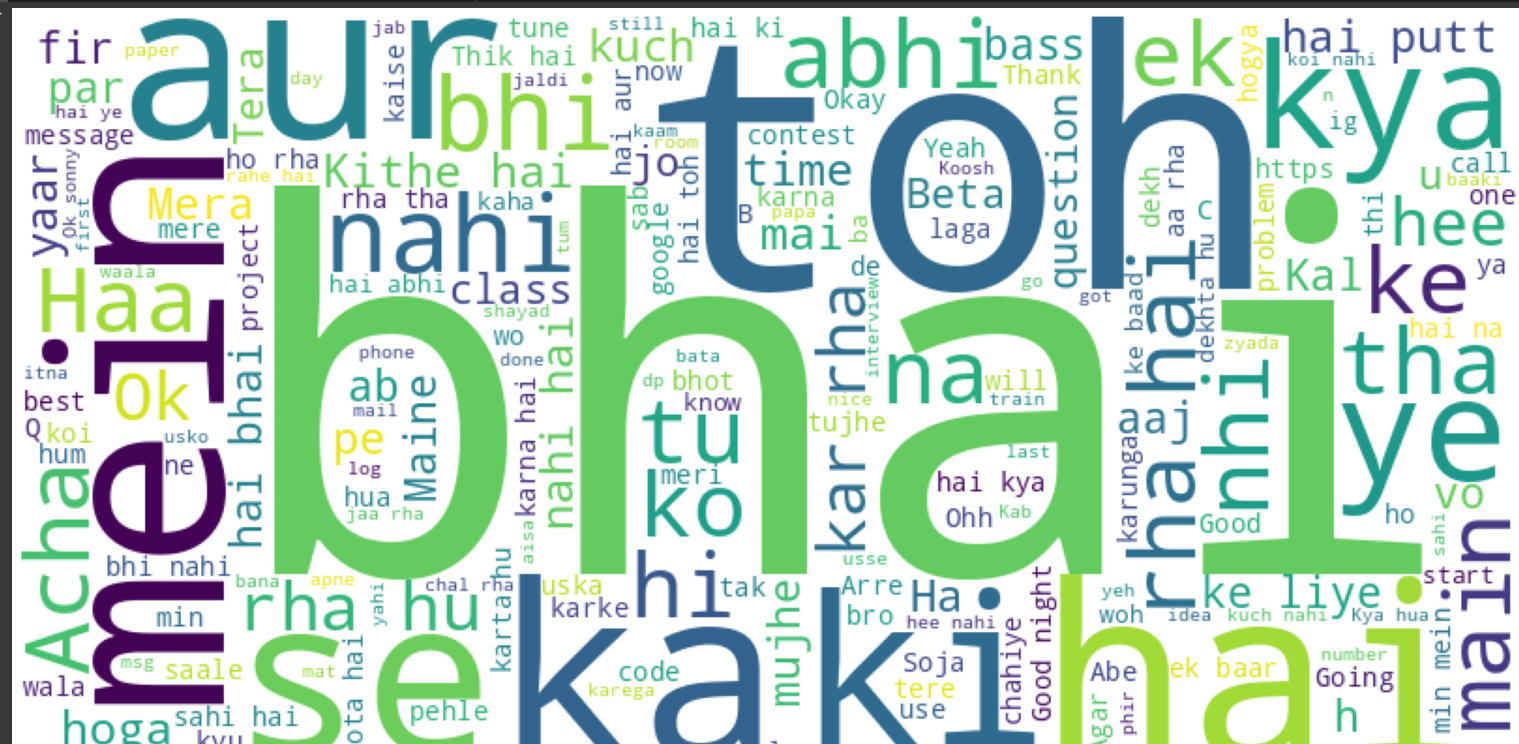 fir
paper
aur
jab
tune
still
hai ki
abhi
bass
ek
hogya
hai putt
koi nahi
Thik hai
kuch
now
toh
Thank
kya
par
Tera
day
kaise
bhi
jaldi
hai aur
Okay
n
ig
hai ye
message
kaam
room
contest
question
mein
ho rha
rahe hai
Kithe hai
jo
time
Yeah
Koosh
Beta
laga
dekh
aa rha
https
u
call
baaki
one
yaar
Ok sonny
first
Mera
mere
rha tha
kaha
nahi
tum
sab
google
hai toh
B
karna
papa
mai
ba
c
problem
thi
hee
waala
Haa
project
hai abhi
class
de
go
got
ke baad
hai
dekhta hu
Kal
ke
ya
shayad
wo
done
bhai
rha
interview
na
zyada
hai na
tha
itna
best
Q
koi
hum
Ok
usko
ne
hai bhai
phone
ab
mail
pe
log
hua
jaa rha
Maine
karna hai
nahi hai
aisa
bata
dp
bhot
know
tu
meri
ko
kar
nice
tujhe
will
train
last
hai kya
Ohh
Kab
aaj
karunga
rha
nhi
Good
ye
vo
ho
sahi
main
Acha
bhi nahi
bana
apne
yahi
chal rha
rha hu
kartahu
uska
karke
hi
tak
mujhe
usse
Arre
bro
Ha
hee nahi
yeh
woh
idea
ke liye
kuch nahi
start
Kya hua
min
msg
saale
wala
se
mat
ota hai
pehle
ka
code
karega
ki
Soja
tere
use
chahiye
Good night
hai
Abe
Agar
phir
ek baar
number
Going
h
min mein
hoga
sahi hai
kyu